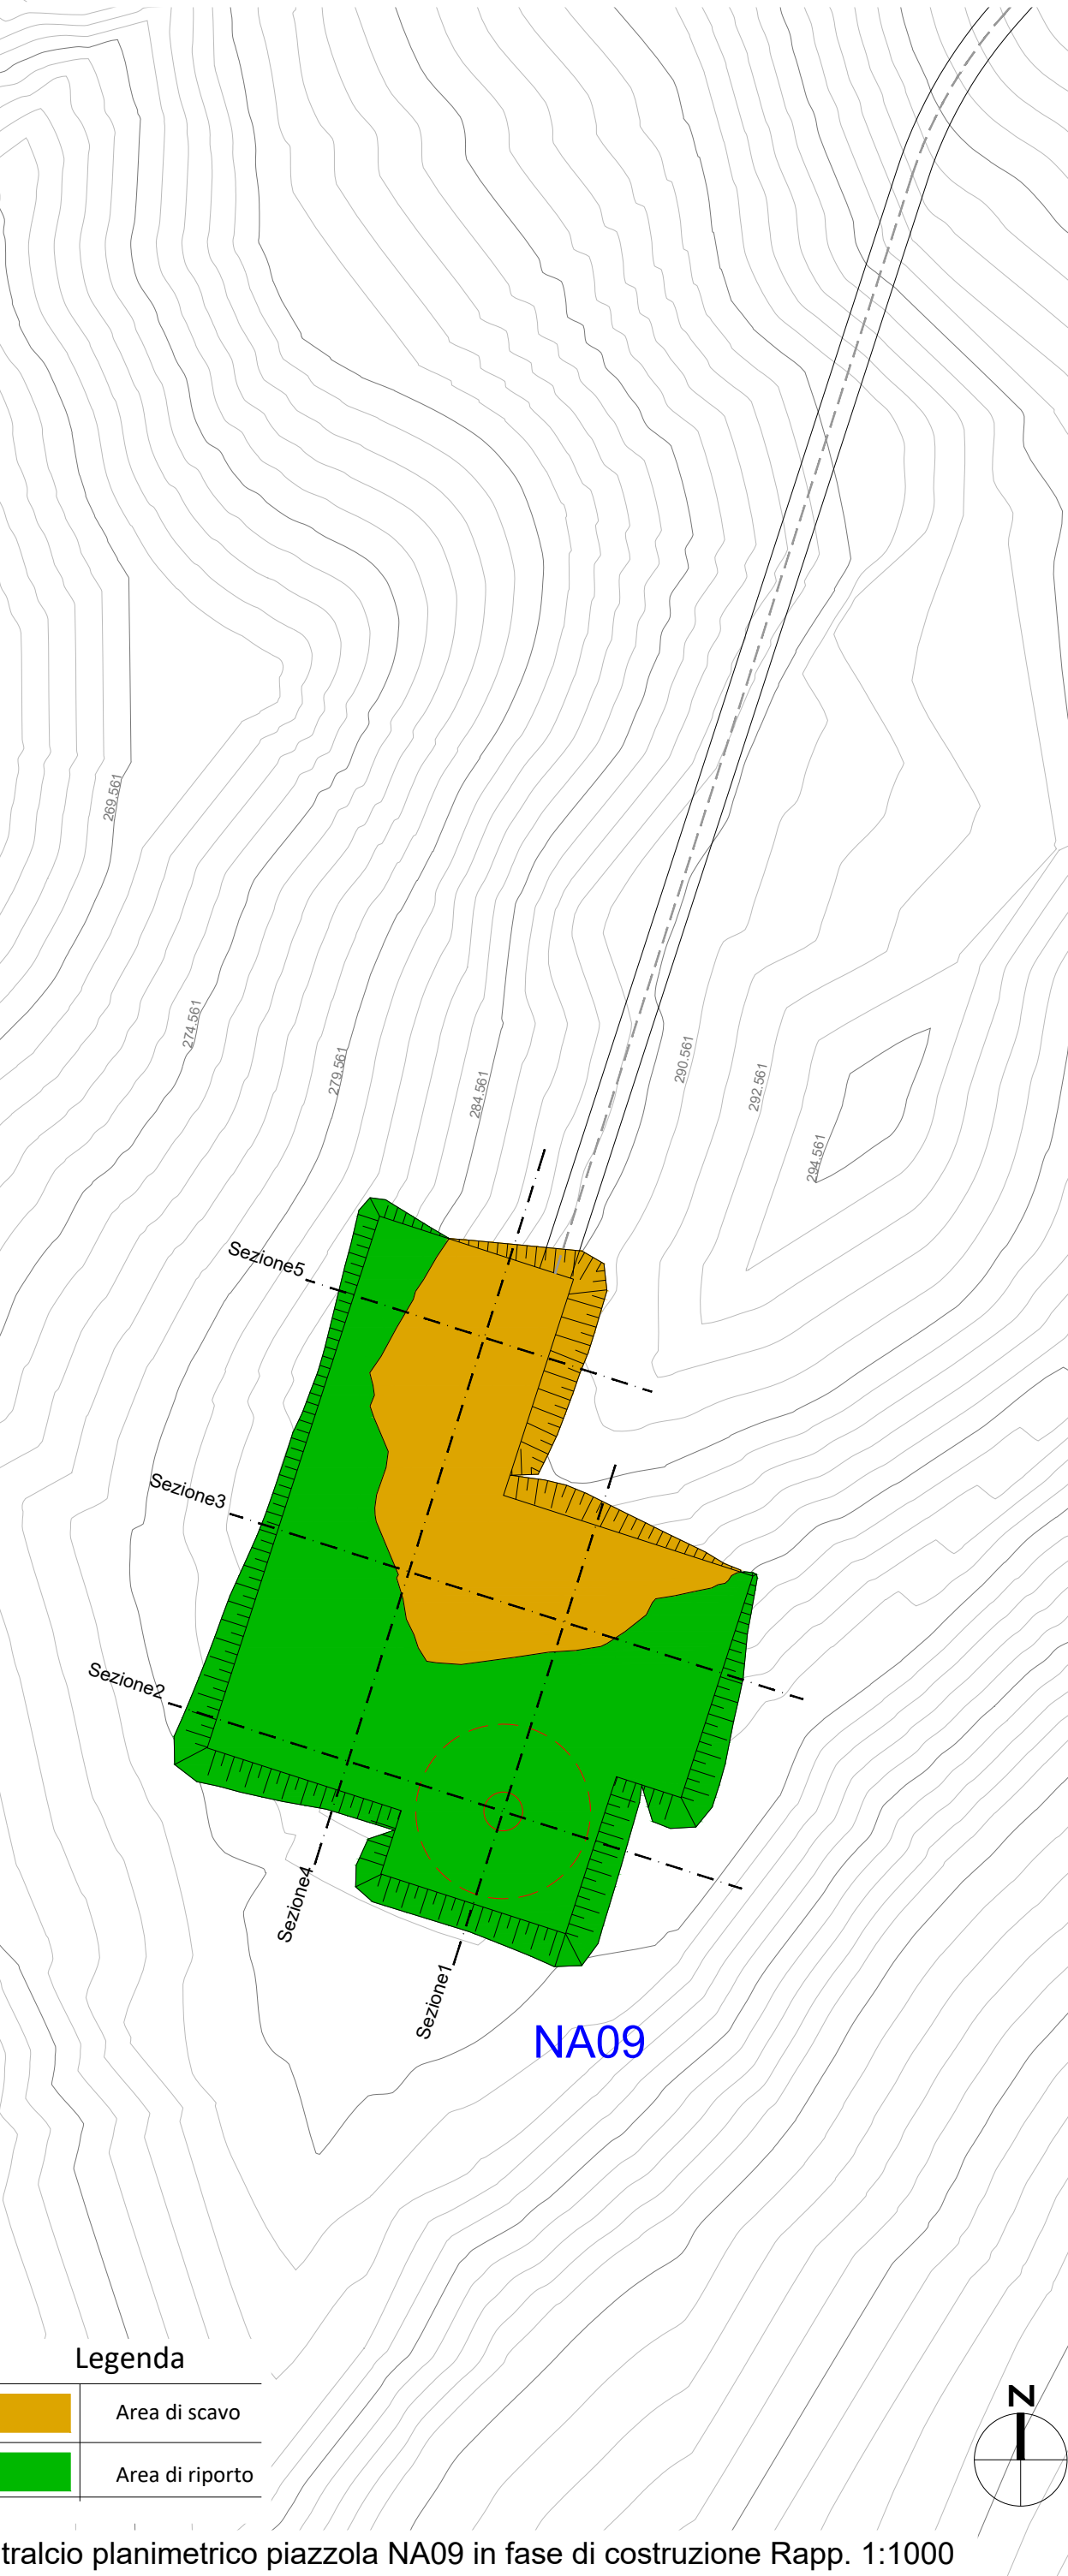 269.561
274.561
279.561
284.561
290.561
292.561
294.561
Sezione5
Sezione3
Sezione2
Sezione4
Sezione1
NA09
Legenda
Area di scavo
Area di riporto
N
tralcio planimetrico piazzola NA09 in fase di costruzione Rapp. 1:1000